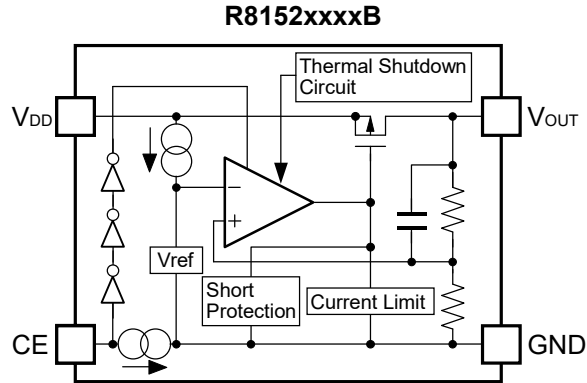 R8152xxxxB
Thermal Shutdown
Circuit
VDD
VOUT
−
+
Vref
Short
Protection
Current Limit
CE
GND